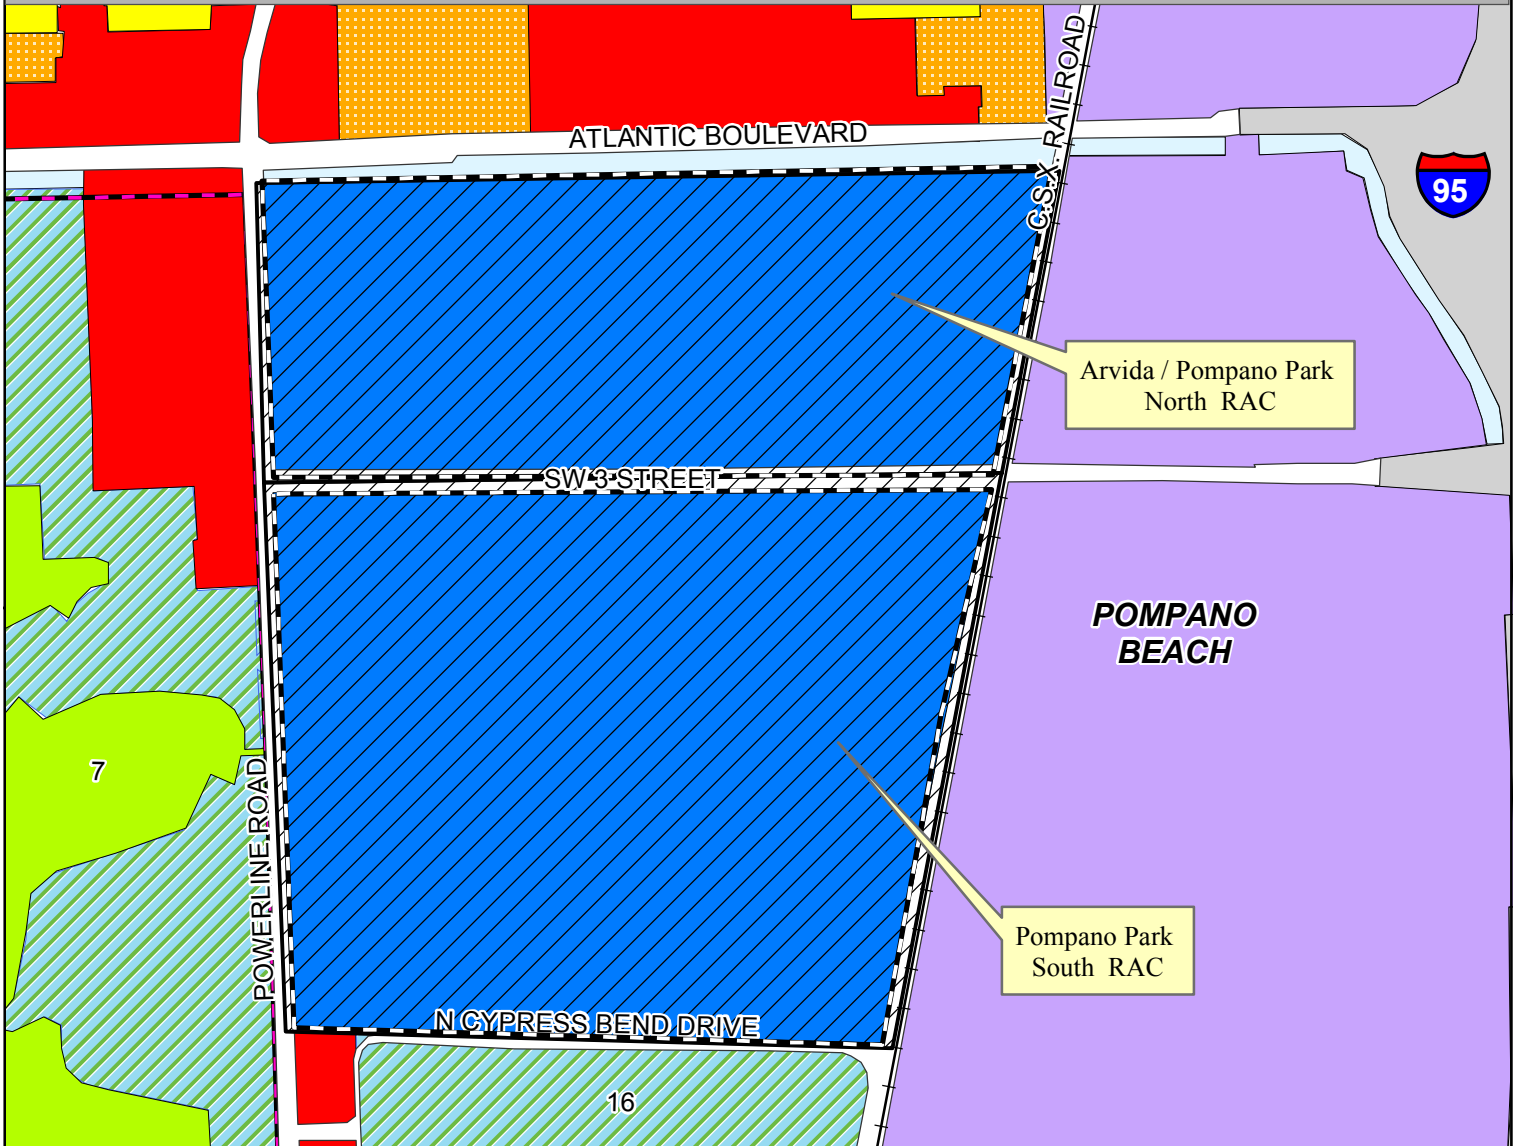 ATLANTIC BOULEVARD
C.S.X. RAILROAD
95
Arvida / Pompano Park
North RAC
SW 3 STREET
POMPANO
BEACH
7
POWERLINE ROAD
Pompano Park
South RAC
N CYPRESS BEND DRIVE
16